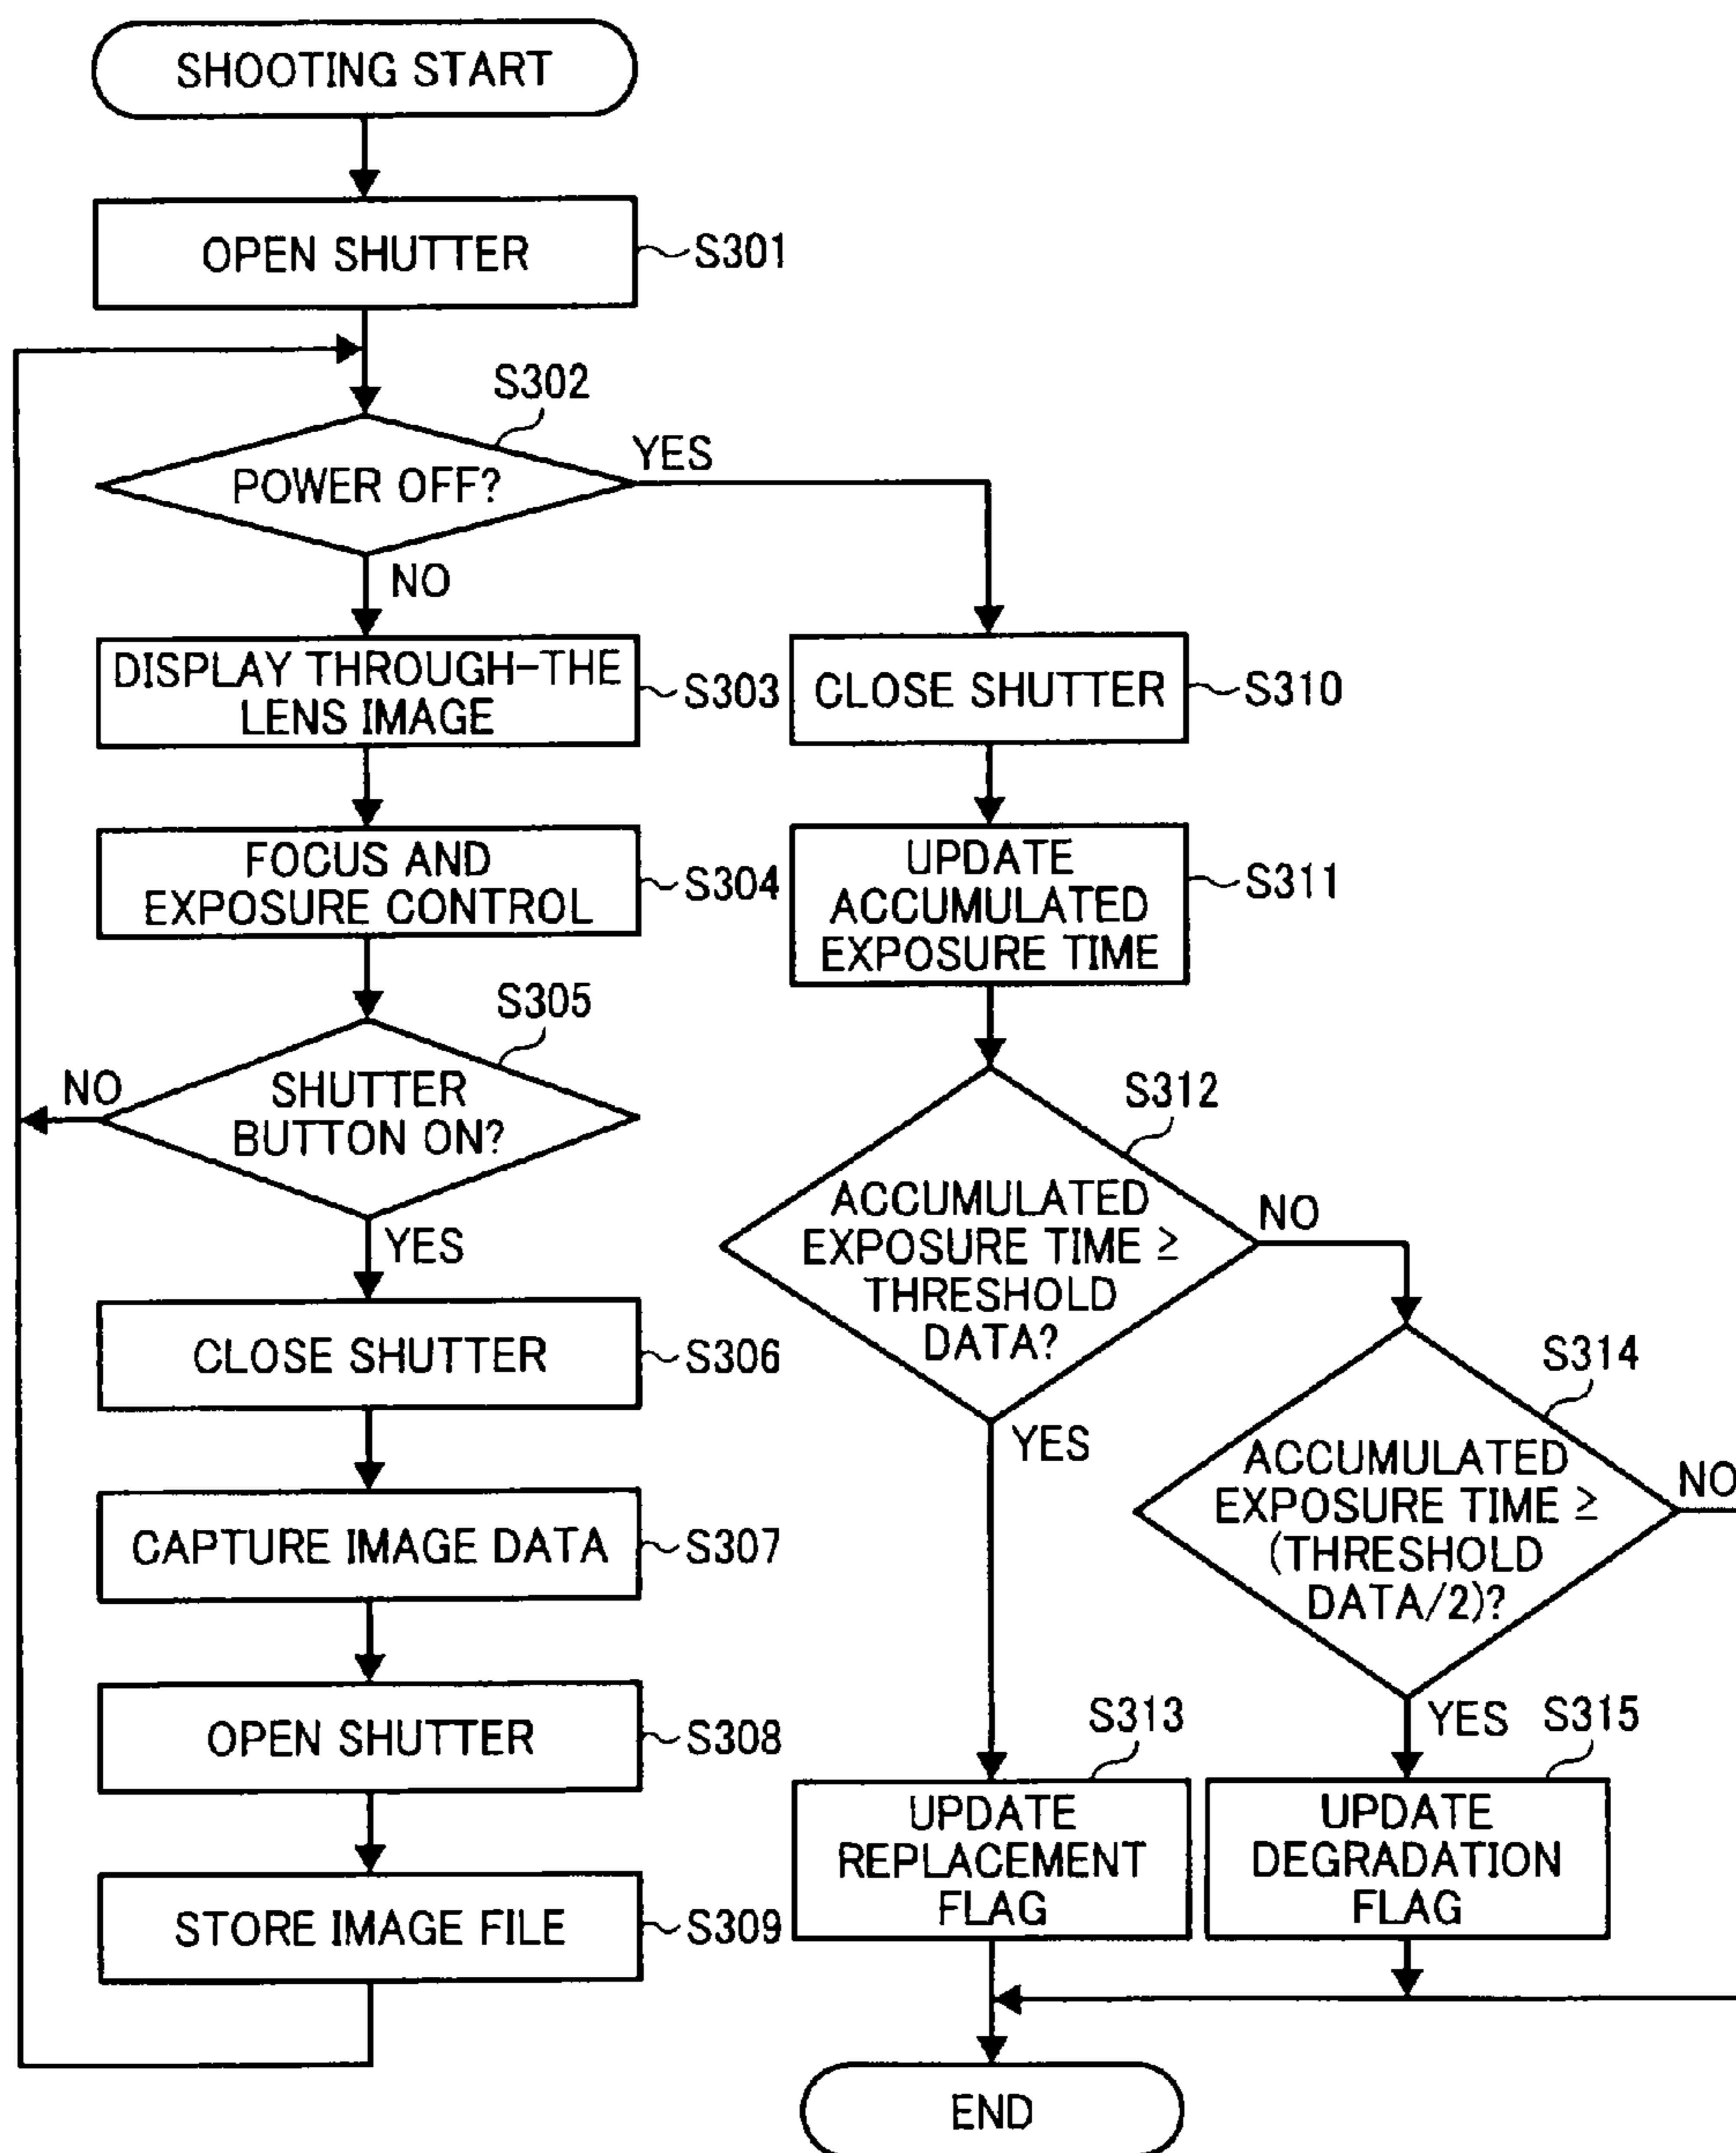 SHOOTING START
OPEN SHUTTER
S301
S302
POWER OFF?
YES
NO
DISPLAY THROUGH-THE
LENS IMAGE
S303
FOCUS AND
EXPOSURE CONTROL
S304
S305
SHUTTER
BUTTON ON?
NO
YES
CLOSE SHUTTER
S306
CAPTURE IMAGE DATA
S307
OPEN SHUTTER
S308
STORE IMAGE FILE
S309
CLOSE SHUTTER
S310
UPDATE
ACCUMULATED
EXPOSURE TIME
S311
S312
ACCUMULATED
EXPOSURE TIME ≥
THRESHOLD
DATA?
NO
YES
S313
UPDATE
REPLACEMENT
FLAG
S314
ACCUMULATED
EXPOSURE TIME ≥
(THRESHOLD
DATA/2)?
NO
YES
S315
UPDATE
DEGRADATION
FLAG
END